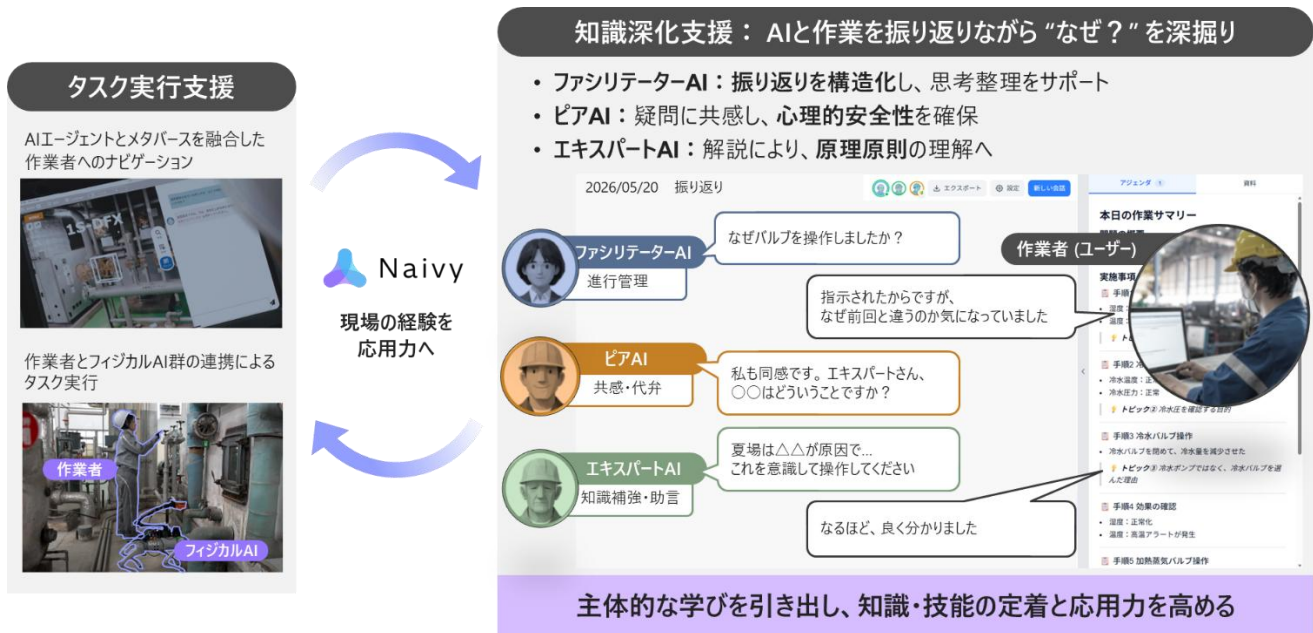 タスク実行支援
AIエージェントとメタバースを融合した
作業者へのナビゲーション
1S-DFX
作業者とフィジカルAI群の連携による
タスク実行
作業者
フィジカルAI
Naivy
現場の経験を
応用力へ
知識深化支援： AIと作業を振り返りながら “なぜ？” を深掘り
• ファシリテーターAI：振り返りを構造化し、思考整理をサポート
• ピアAI：疑問に共感し、心理的安全性を確保
• エキスパートAI：解説により、原理原則の理解へ
2026/05/20 振り返り
エクスポート
設定
新しい会話
ファシリテーターAI
進行管理
なぜバルブを操作しましたか？
指示されたからですが、
なぜ前回と違うのか気になっていました
ピアAI
共感・代弁
私も同感です。エキスパートさん、
○○はどういうことですか？
エキスパートAI
知識補強・助言
夏場は△△が原因で…
これを意識して操作してください
なるほど、良く分かりました
アジェンダ
資料
本日の作業サマリー
作業者 (ユーザー)
実施事項
手順
湿度：
温度：
手順2 冷
冷水温度：正
冷水圧力：正常
トピック② 冷水圧を確認する目的
手順3 冷水バルブ操作
• 冷水バルブを閉めて、冷水量を減少させた
トピック③ 冷水ポンプではなく、冷水バルブを選
んだ理由
手順4 効果の確認
• 湿度：正常化
• 温度：高温アラートが発生
手順5 加熱蒸気バルブ操作
主体的な学びを引き出し、知識・技能の定着と応用力を高める